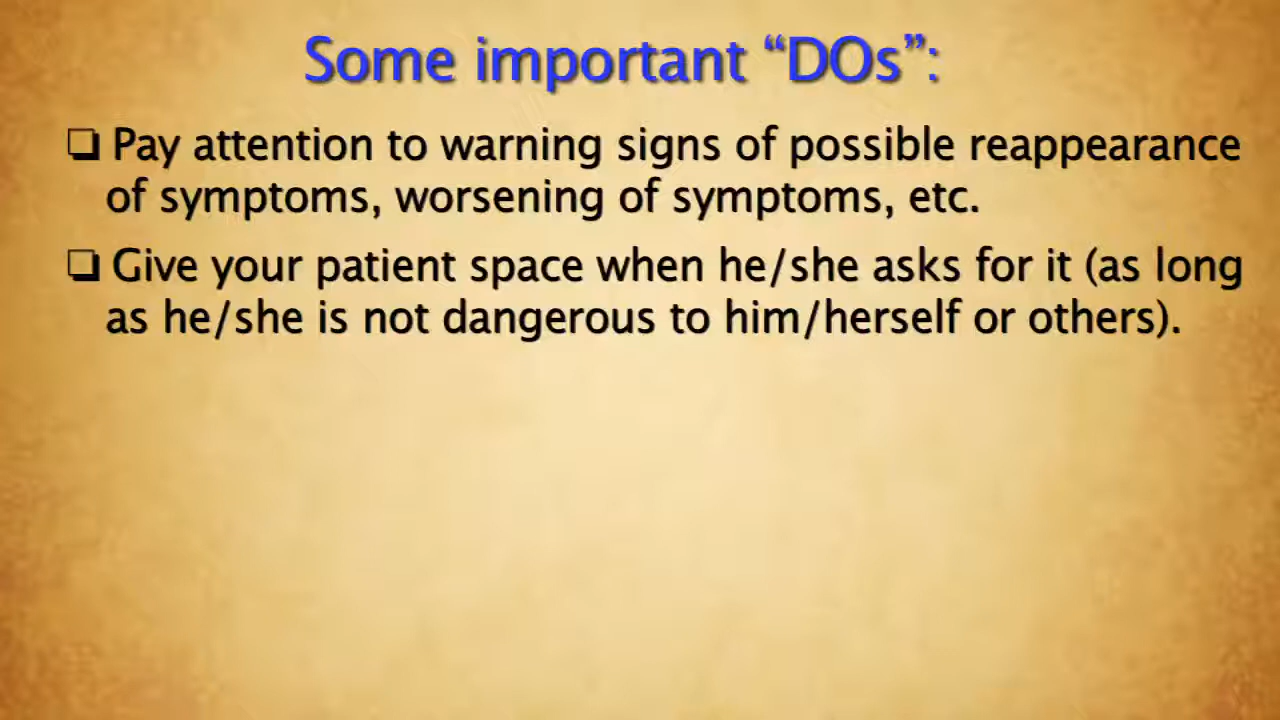 Some important “DOs”:
❏ Pay attention to warning signs of possible reappearance
of symptoms, worsening of symptoms, etc.
❏ Give your patient space when he/she asks for it (as long
as he/she is not dangerous to him/herself or others).